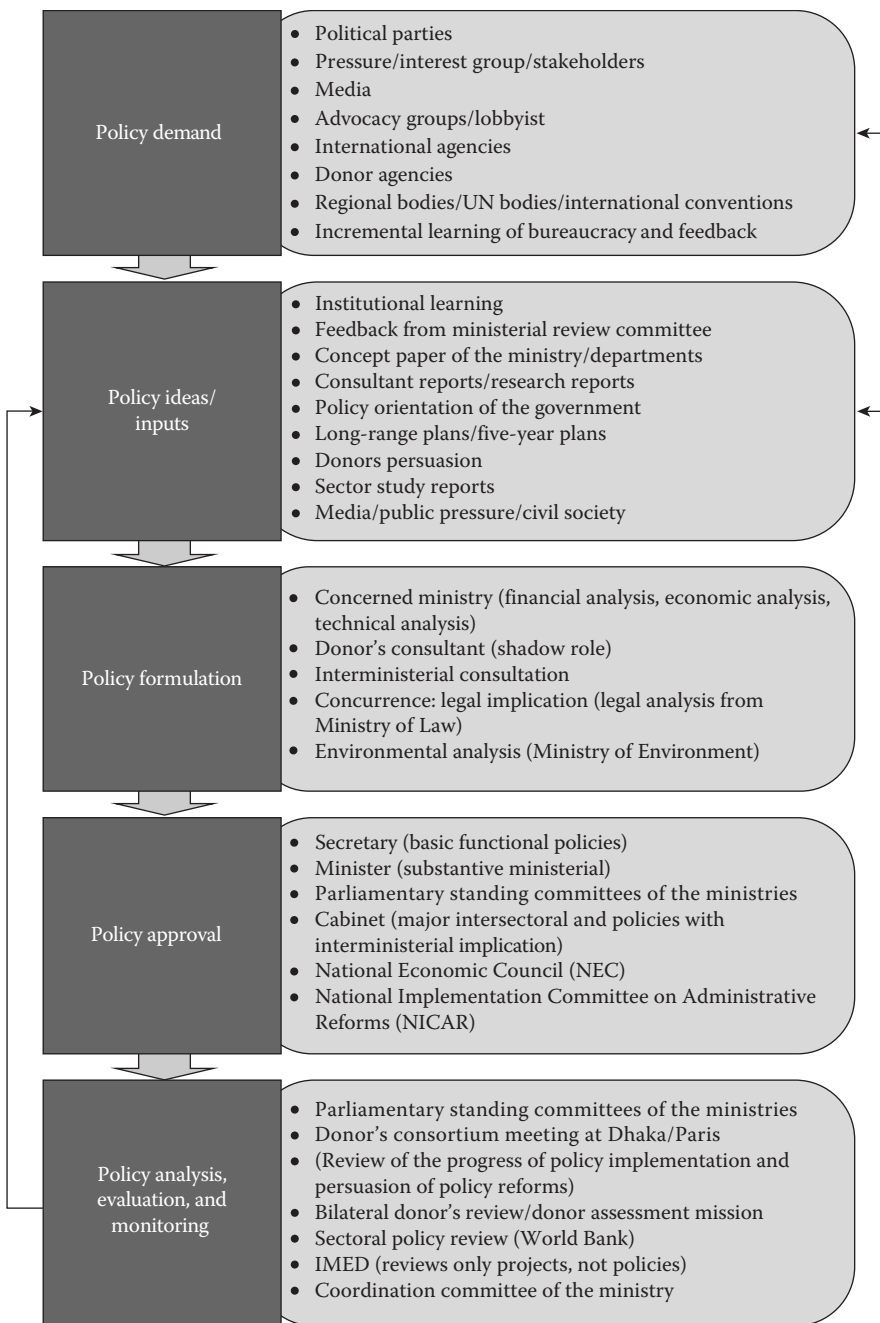 Policy demand
• Political parties
• Pressure/interest group/stakeholders
• Media
• Advocacy groups/lobbyist
• International agencies
• Donor agencies
• Regional bodies/UN bodies/international conventions
• Incremental learning of bureaucracy and feedback
Policy ideas/
inputs
• Institutional learning
• Feedback from ministerial review committee
• Concept paper of the ministry/departments
• Consultant reports/research reports
• Policy orientation of the government
• Long-range plans/five-year plans
• Donors persuasion
• Sector study reports
• Media/public pressure/civil society
Policy formulation
• Concerned ministry (financial analysis, economic analysis,
technical analysis)
• Donor’s consultant (shadow role)
• Interministerial consultation
• Concurrence: legal implication (legal analysis from
Ministry of Law)
• Environmental analysis (Ministry of Environment)
Policy approval
• Secretary (basic functional policies)
• Minister (substantive ministerial)
• Parliamentary standing committees of the ministries
• Cabinet (major intersectoral and policies with
interministerial implication)
• National Economic Council (NEC)
• National Implementation Committee on Administrative
Reforms (NICAR)
Policy analysis,
evaluation, and
monitoring
• Parliamentary standing committees of the ministries
• Donor’s consortium meeting at Dhaka/Paris
• (Review of the progress of policy implementation and
persuasion of policy reforms)
• Bilateral donor’s review/donor assessment mission
• Sectoral policy review (World Bank)
• IMED (reviews only projects, not policies)
• Coordination committee of the ministry